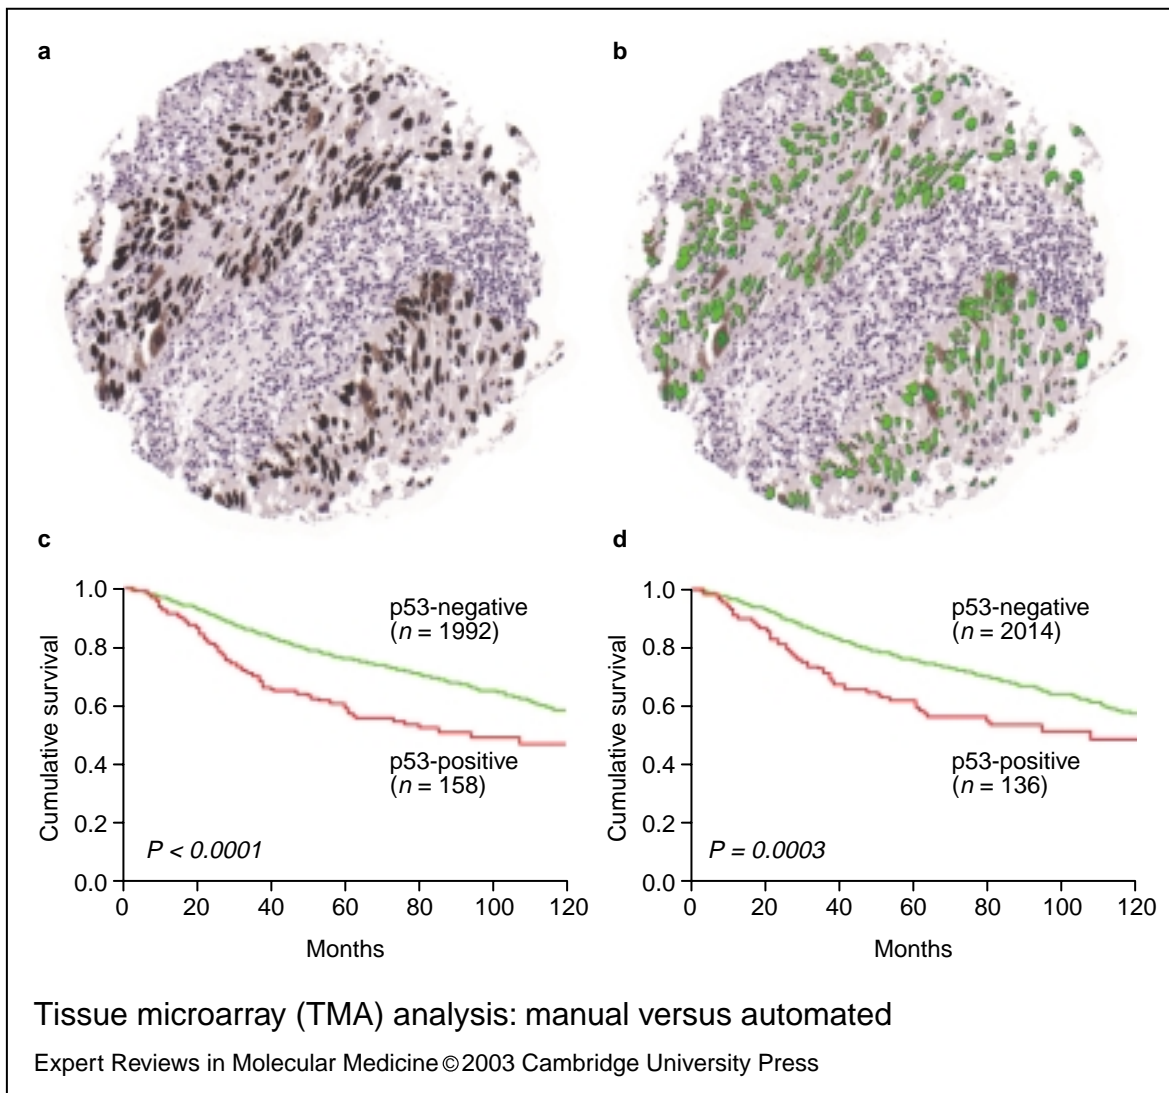 a
b
c
d
1.0
0.8
0.6
0.4
0.2
0.0
Cumulative survival
p53-negative
(n = 1992)
p53-positive
(n = 158)
P < 0.0001
0 20 40 60 80 100 120
Months
1.0
0.8
0.6
0.4
0.2
0.0
Cumulative survival
p53-negative
(n = 2014)
p53-positive
(n = 136)
P = 0.0003
0 20 40 60 80 100 120
Months
Tissue microarray (TMA) analysis: manual versus automated
Expert Reviews in Molecular Medicine ©2003 Cambridge University Press